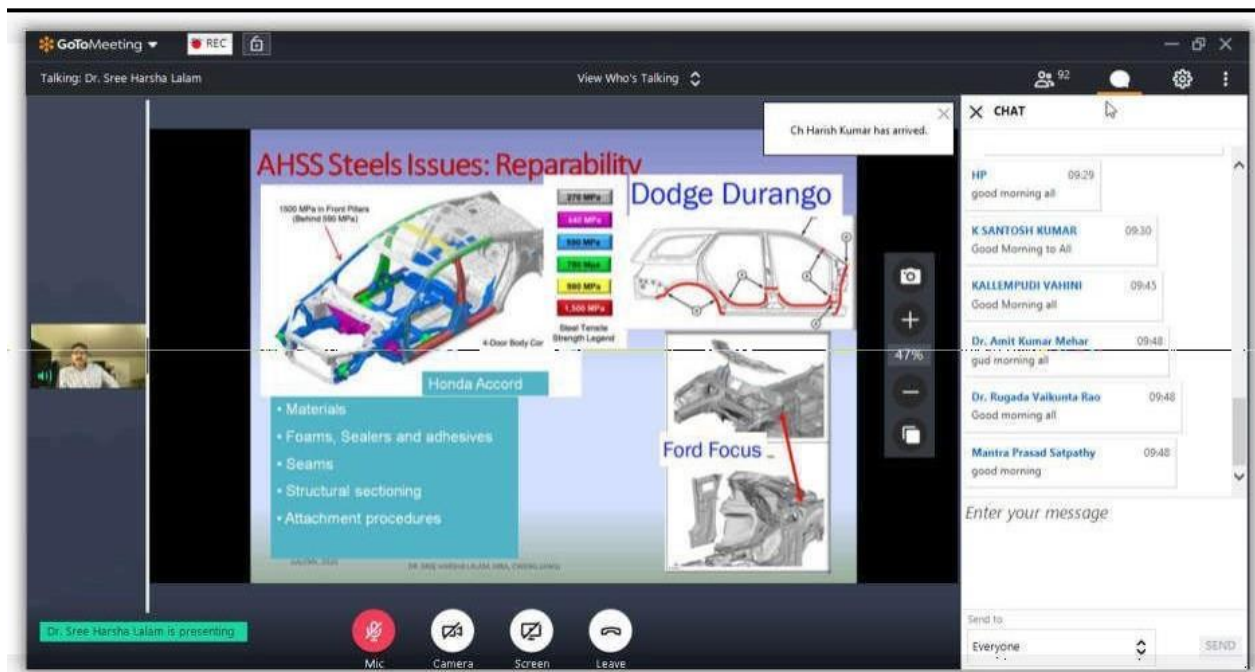 GoToMeeting
REC
Talking: Dr. Sree Harsha Lalam
View Who's Talking
92
Ch Harish Kumar has arrived.
AHSS Steels Issues: Reparability
1500 MPa in Front Pillars
(Behind 590 MPa)
270 MPa
590 MPa
980 MPa
1,500 MPa
Steel Tensile
Strength Legend
4-Door Body
Honda Accord
Dodge Durango
• Materials
• Foams, Sealers and adhesives
• Seams
• Structural sectioning
• Attachment procedures
Ford Focus
47%
Dr. Sree Harsha Lalam is presenting
Mic
Camera
Screen
Leave
CHAT
HP 09:29
good morning all
K SANTOSH KUMAR 09:30
Good Morning to All
KALLEMPUDI VAHINI 09:45
Good Morning all
Dr. Amit Kumar Mehar 09:48
gud morning all
Dr. Rugada Vaikunta Rao 09:48
Good morning all
Mantra Prasad Satpathy 09:48
good morning
Enter your message
Send to
Everyone
SEND